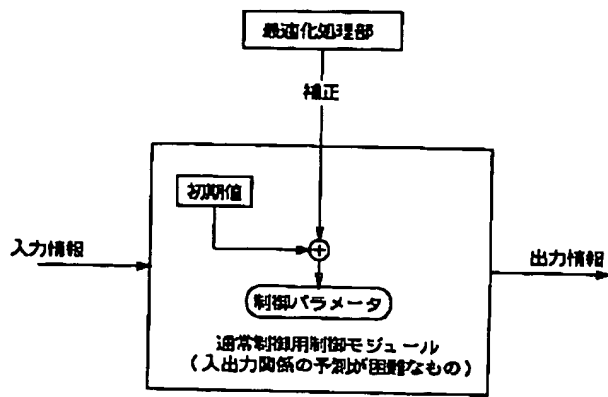 最適化処理部
補正
初期値
入力情報
+
出力情報
制御パラメータ
通常制御用制御モジュール
(入出力関係の予測が困難なもの)